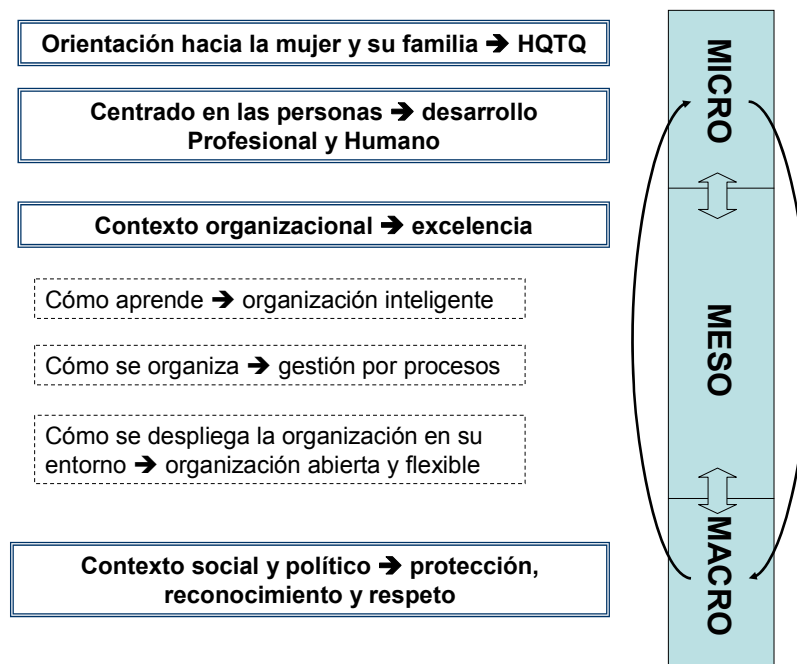 Orientación hacia la mujer y su familia ➔ HQTQ
Centrado en las personas ➔ desarrollo
Profesional y Humano
Contexto organizacional ➔ excelencia
Cómo aprende ➔ organización inteligente
Cómo se organiza ➔ gestión por procesos
Cómo se despliega la organización en su
entorno ➔ organización abierta y flexible
Contexto social y político ➔ protección,
reconocimiento y respeto
MICRO
MESO
MACRO